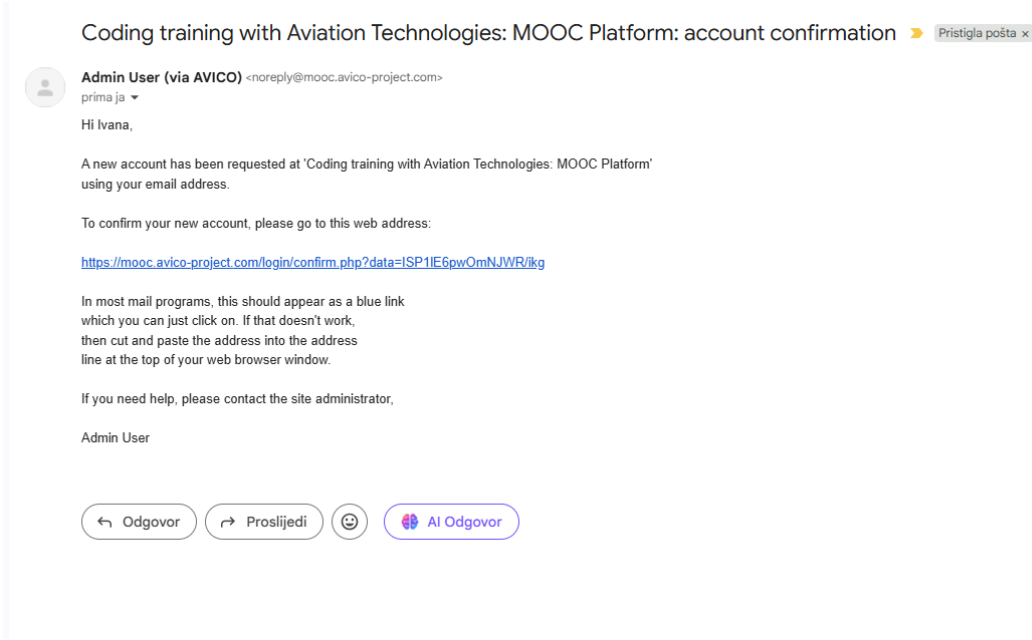 Coding training with Aviation Technologies: MOOC Platform: account confirmation
Pristigla pošta ×
Admin User (via AVICO) <noreply@mooc.avico-project.com>
prima ja
Hi Ivana,
A new account has been requested at 'Coding training with Aviation Technologies: MOOC Platform'
using your email address.
To confirm your new account, please go to this web address:
https://mooc.avico-project.com/login/confirm.php?data=ISP1lE6pwOmNJWR/ikg
In most mail programs, this should appear as a blue link
which you can just click on. If that doesn't work,
then cut and paste the address into the address
line at the top of your web browser window.
If you need help, please contact the site administrator,
Admin User
Odgovor
Proslijedi
AI Odgovor